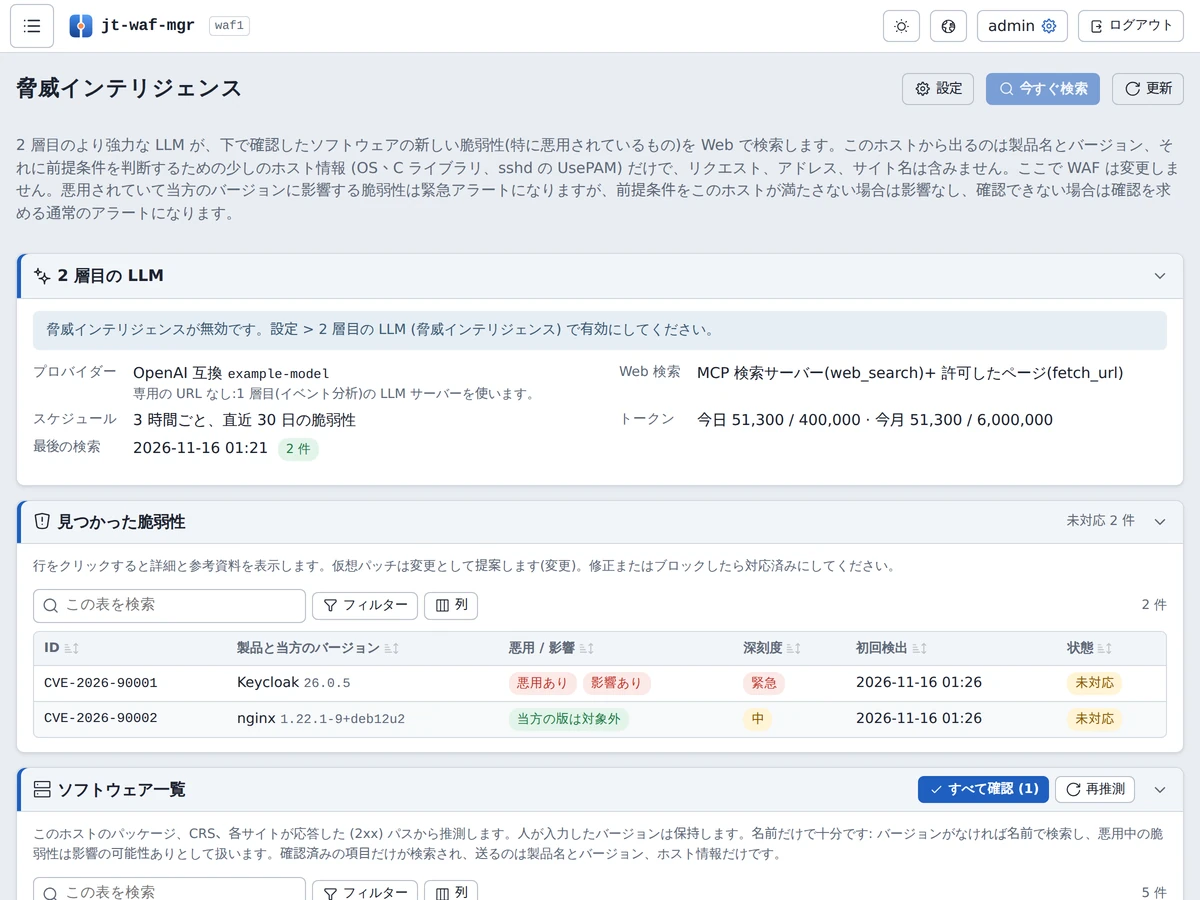 jt-waf-mgr waf1 admin ログアウト
脅威インテリジェンス 設定 今すぐ検索 更新
2 層目のより強力な LLM が、下で確認したソフトウェアの新しい脆弱性(特に悪用されているもの)を Web で検索します。このホストから出るのは製品名とバージョン、そ
れに前提条件を判断するための少しのホスト情報 (OS、C ライブラリ、sshd の UsePAM) だけで、リクエスト、アドレス、サイト名は含みません。ここで WAF は変更しま
せん。悪用されていて当方のバージョンに影響する脆弱性は緊急アラートになりますが、前提条件をこのホストが満たさない場合は影響なし、確認できない場合は確認を求
める通常のアラートになります。
2 層目の LLM
脅威インテリジェンスが無効です。設定 > 2 層目の LLM (脅威インテリジェンス) で有効にしてください。
プロバイダー OpenAI 互換 example-model Web 検索 MCP 検索サーバー(web_search)+ 許可したページ(fetch_url)
専用の URL なし:1 層目(イベント分析)の LLM サーバーを使います。
スケジュール 3 時間ごと、直近 30 日の脆弱性 トークン 今日 51,300 / 400,000 · 今月 51,300 / 6,000,000
最後の検索 2026-11-16 01:21 2 件
見つかった脆弱性 未対応 2 件
行をクリックすると詳細と参考資料を表示します。仮想パッチは変更として提案します(変更)。修正またはブロックしたら対応済みにしてください。
この表を検索 フィルター 列 2 件
ID 製品と当方のバージョン 悪用 / 影響 深刻度 初回検出 状態
CVE-2026-90001 Keycloak 26.0.5 悪用あり 影響あり 緊急 2026-11-16 01:26 未対応
CVE-2026-90002 nginx 1.22.1-9+deb12u2 当方の版は対象外 中 2026-11-16 01:26 未対応
ソフトウェア一覧 すべて確認 (1) 再推測
このホストのパッケージ、CRS、各サイトが応答した (2xx) パスから推測します。人が入力したバージョンは保持します。名前だけで十分です: バージョンがなければ名前で検索し、悪用中の脆
弱性は影響の可能性ありとして扱います。確認済みの項目だけが検索され、送るのは製品名とバージョン、ホスト情報だけです。
この表を検索 フィルター 列 5 件